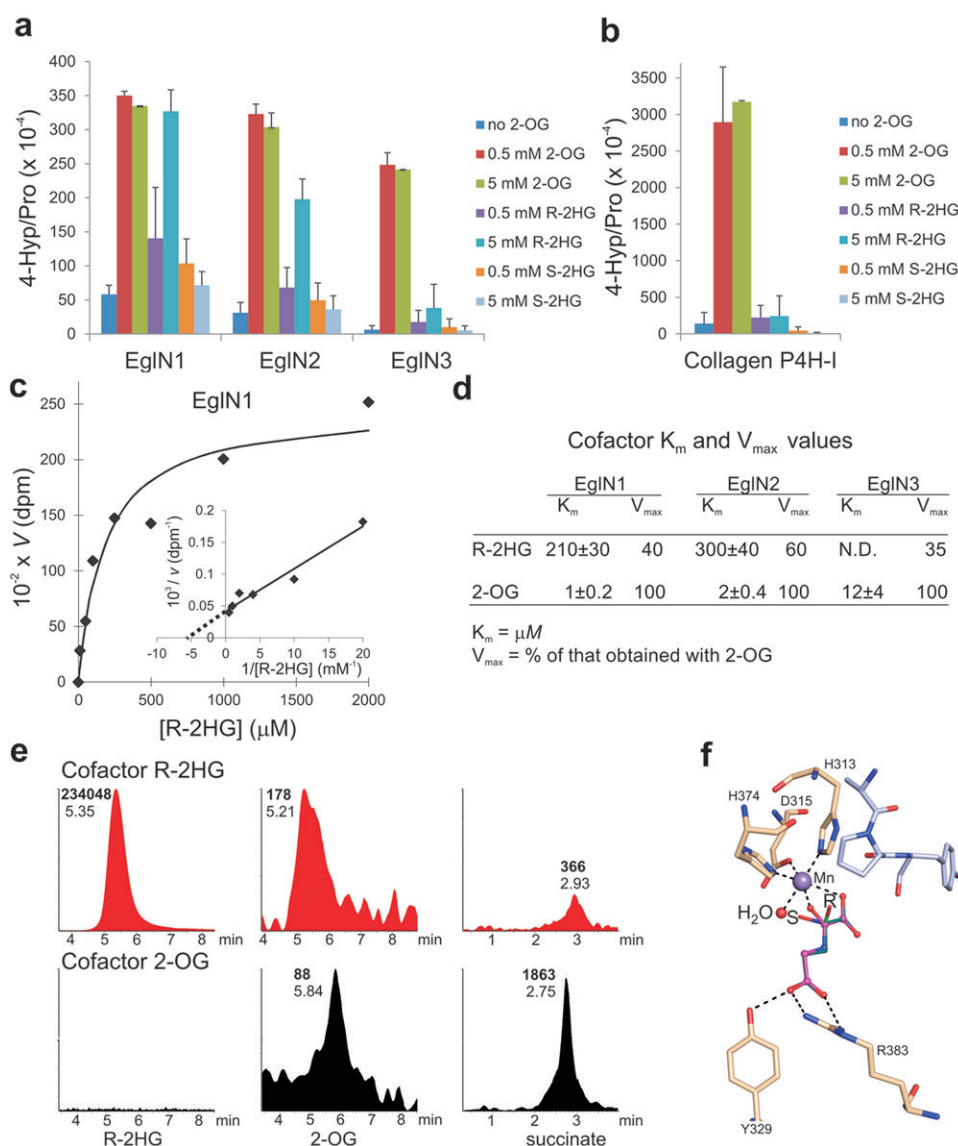 a
4-Hyp/Pro (x 10⁻⁴)
400
350
300
250
200
150
100
50
0
EglN1 EglN2 EglN3
no 2-OG
0.5 mM 2-OG
5 mM 2-OG
0.5 mM R-2HG
5 mM R-2HG
0.5 mM S-2HG
5 mM S-2HG
b
4-Hyp/Pro (x 10⁻⁴)
3500
3000
2500
2000
1500
1000
500
0
Collagen P4H-I
no 2-OG
0.5 mM 2-OG
5 mM 2-OG
0.5 mM R-2HG
5 mM R-2HG
0.5 mM S-2HG
5 mM S-2HG
c
EglN1
10⁻² x V (dpm)
250
200
150
100
50
0
0 500 1000 1500 2000
[R-2HG] (μM)
10³ / v (dpm⁻¹)
0.2
0.15
0.1
0.05
0
-10 -5 0 5 10 15 20
1/[R-2HG] (mM⁻¹)
d
Cofactor Kₘ and Vₘₐₓ values
EglN1 EglN2 EglN3
Kₘ Vₘₐₓ Kₘ Vₘₐₓ Kₘ Vₘₐₓ
R-2HG 210±30 40 300±40 60 N.D. 35
2-OG 1±0.2 100 2±0.4 100 12±4 100
Kₘ = μM
Vₘₐₓ = % of that obtained with 2-OG
e
Cofactor R-2HG
234048
5.35
178
5.21
366
2.93
4 5 6 7 8 min
4 5 6 7 8 min
1 2 3 4 min
Cofactor 2-OG
88
5.84
1863
2.75
4 5 6 7 8 min
4 5 6 7 8 min
1 2 3 4 min
R-2HG
2-OG
succinate
f
H313
H374
D315
Mn
R
H₂O
S
R383
Y329